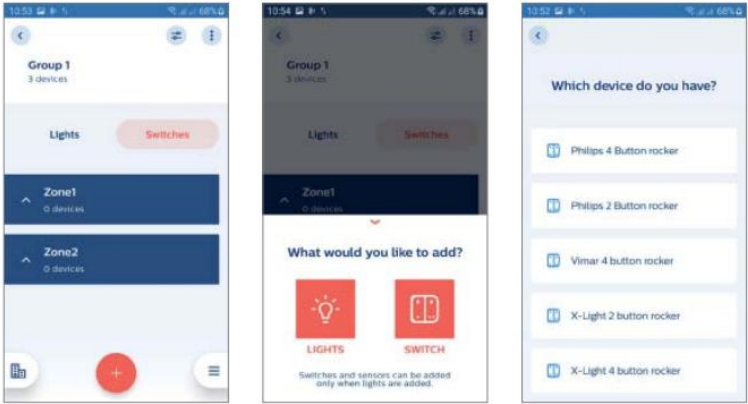 10:53
68%
Group 1
3 devices
Lights
Switches
Zone1
0 devices
Zone2
0 devices
10:54
68%
Group 1
3 devices
Lights
Switches
Zone1
0 devices
What would you like to add?
LIGHTS
SWITCH
Switches and sensors can be added
only when lights are added.
10:52
68%
Which device do you have?
Philips 4 Button rocker
Philips 2 Button rocker
Vimar 4 button rocker
X-Light 2 button rocker
X-Light 4 button rocker